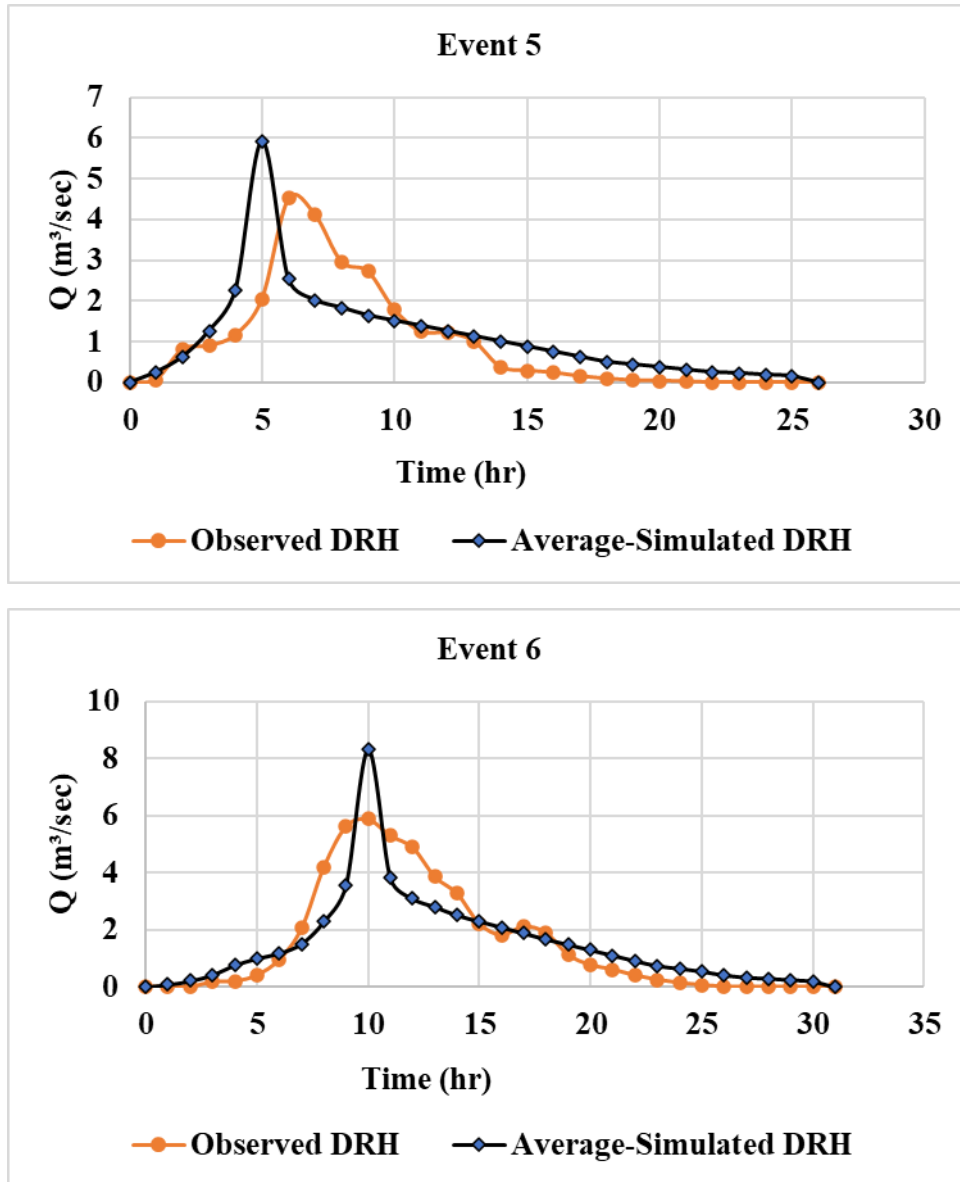 Event 5
7
6
5
4
3
2
1
0
Q (m³/sec)
0 5 10 15 20 25 30
Time (hr)
Observed DRH Average-Simulated DRH
Event 6
10
8
6
4
2
0
Q (m³/sec)
0 5 10 15 20 25 30 35
Time (hr)
Observed DRH Average-Simulated DRH